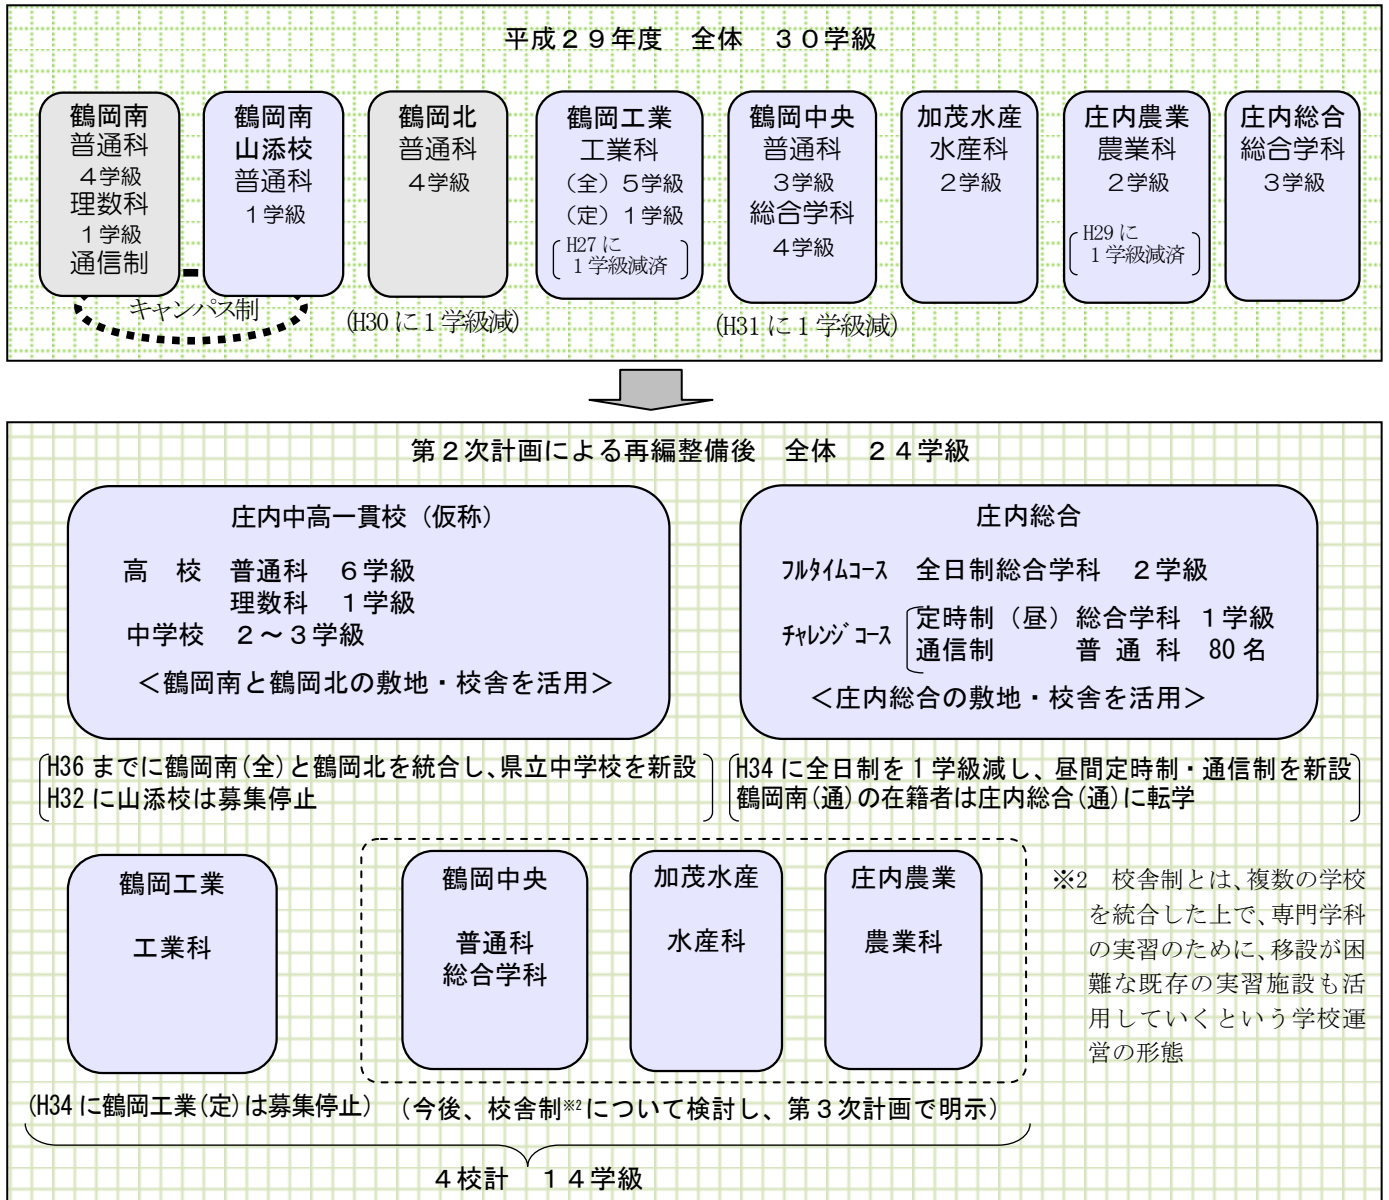 平成２９年度　全体　３０学級
鶴岡南
普通科
４学級
理数科
１学級
通信制
鶴岡南
山添校
普通科
１学級
キャンパス制
鶴岡北
普通科
４学級
(H30 に１学級減)
鶴岡工業
工業科
（全）５学級
（定）１学級
H27 に
１学級減済
鶴岡中央
普通科
３学級
総合学科
４学級
(H31 に１学級減)
加茂水産
水産科
２学級
庄内農業
農業科
２学級
H29 に
１学級減済
庄内総合
総合学科
３学級
第２次計画による再編整備後　全体　２４学級
庄内中高一貫校（仮称）
高　校　普通科　６学級
理数科　１学級
中学校　２～３学級
＜鶴岡南と鶴岡北の敷地・校舎を活用＞
H36 までに鶴岡南(全)と鶴岡北を統合し、県立中学校を新設
H32 に山添校は募集停止
庄内総合
ﾌﾙﾀｲﾑｺｰｽ　全日制総合学科　２学級
ﾁｬﾚﾝｼﾞｺｰｽ
定時制（昼）総合学科　１学級
通信制　　　普 通 科　80 名
＜庄内総合の敷地・校舎を活用＞
H34 に全日制を１学級減し、昼間定時制・通信制を新設
鶴岡南(通)の在籍者は庄内総合(通)に転学
鶴岡工業
工業科
鶴岡中央
普通科
総合学科
加茂水産
水産科
庄内農業
農業科
※2　校舎制とは、複数の学校
を統合した上で、専門学科
の実習のために、移設が困
難な既存の実習施設も活
用していくという学校運
営の形態
(H34 に鶴岡工業(定)は募集停止)
(今後、校舎制※2について検討し、第３次計画で明示)
４校計　１４学級